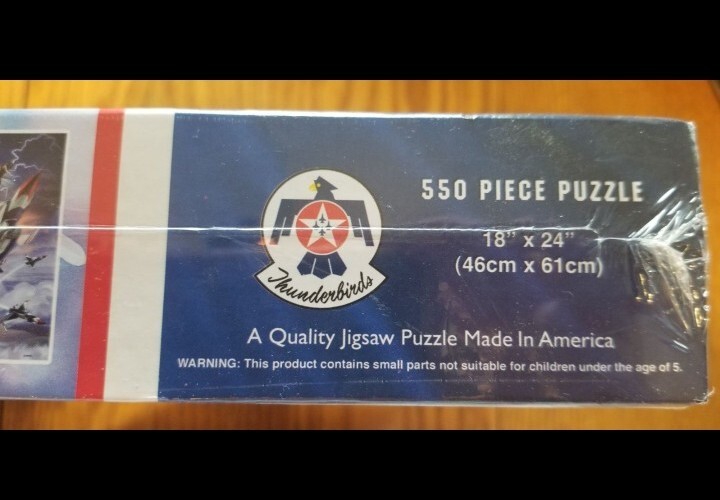 550 PIECE PUZZLE
18" x 24"
(46cm x 61cm)
Thunderbirds
A Quality Jigsaw Puzzle Made In America
WARNING: This product contains small parts not suitable for children under the age of 5.